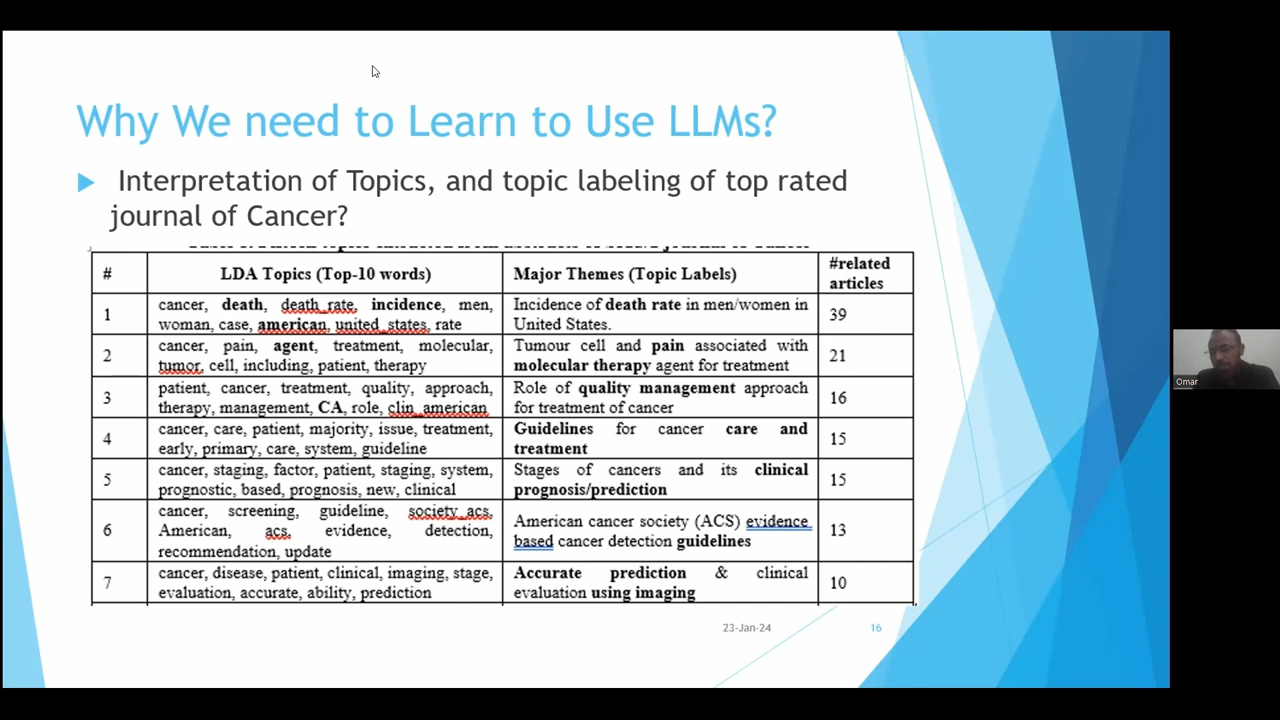 Why We need to Learn to Use LLMs?
Interpretation of Topics, and topic labeling of top rated
journal of Cancer?
# LDA Topics (Top-10 words) Major Themes (Topic Labels) #related
articles
1 cancer, death, death_rate, incidence, men, Incidence of death rate in men/women in 39
woman, case, american, united_states, rate United States.
2 cancer, pain, agent, treatment, molecular, Tumour cell and pain associated with 21
tumor, cell, including, patient, therapy molecular therapy agent for treatment
3 patient, cancer, treatment, quality, approach, Role of quality management approach 16
therapy, management, CA, role, clin_american for treatment of cancer
4 cancer, care, patient, majority, issue, treatment, Guidelines for cancer care and 15
early, primary, care, system, guideline treatment
5 cancer, staging, factor, patient, staging, system, Stages of cancers and its clinical 15
prognostic, based, prognosis, new, clinical prognosis/prediction
6 cancer, screening, guideline, society_acs, American cancer society (ACS) evidence 13
American, acs, evidence, detection, based cancer detection guidelines
recommendation, update
7 cancer, disease, patient, clinical, imaging, stage, Accurate prediction & clinical 10
evaluation, accurate, ability, prediction evaluation using imaging
23-Jan-24 16
Omar